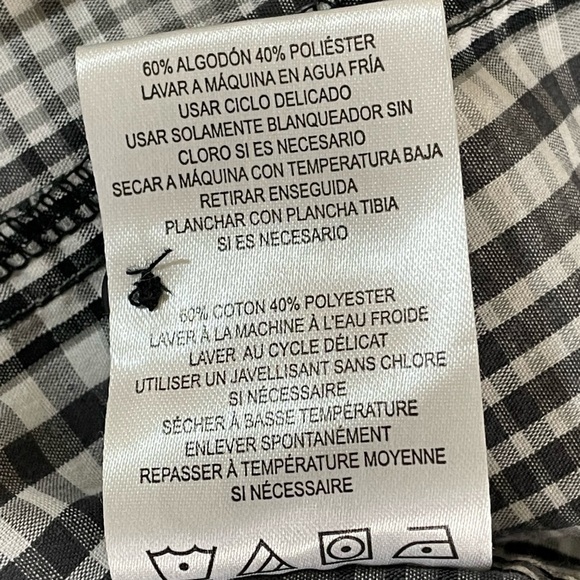 60% ALGODÓN 40% POLIÉSTER
LAVAR A MÁQUINA EN AGUA FRÍA
USAR CICLO DELICADO
USAR SOLAMENTE BLANQUEADOR SIN
CLORO SI ES NECESARIO
SECAR A MÁQUINA CON TEMPERATURA BAJA
RETIRAR ENSEGUIDA
PLANCHAR CON PLANCHA TIBIA
SI ES NECESARIO
60% COTON 40% POLYESTER
LAVER À LA MACHINE À L'EAU FROIDE
LAVER AU CYCLE DÉLICAT
UTILISER UN JAVELLISANT SANS CHLORE
SI NÉCESSAIRE
SÉCHER À BASSE TEMPÉRATURE
ENLEVER SPONTANÉMENT
REPASSER À TEMPÉRATURE MOYENNE
SI NÉCESSAIRE